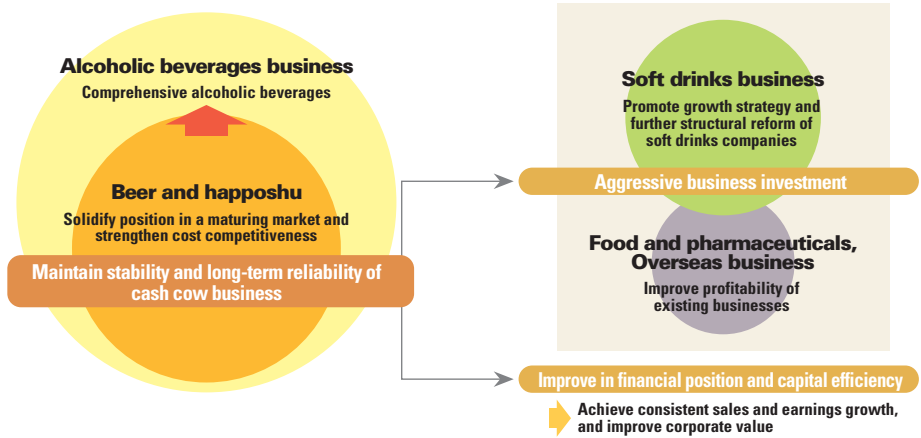 Alcoholic beverages business
Comprehensive alcoholic beverages
Beer and happoshu
Solidify position in a maturing market and
strengthen cost competitiveness
Maintain stability and long-term reliability of
cash cow business
Soft drinks business
Promote growth strategy and
further structural reform of
soft drinks companies
Aggressive business investment
Food and pharmaceuticals,
Overseas business
Improve profitability of
existing businesses
Improve in financial position and capital efficiency
Achieve consistent sales and earnings growth,
and improve corporate value